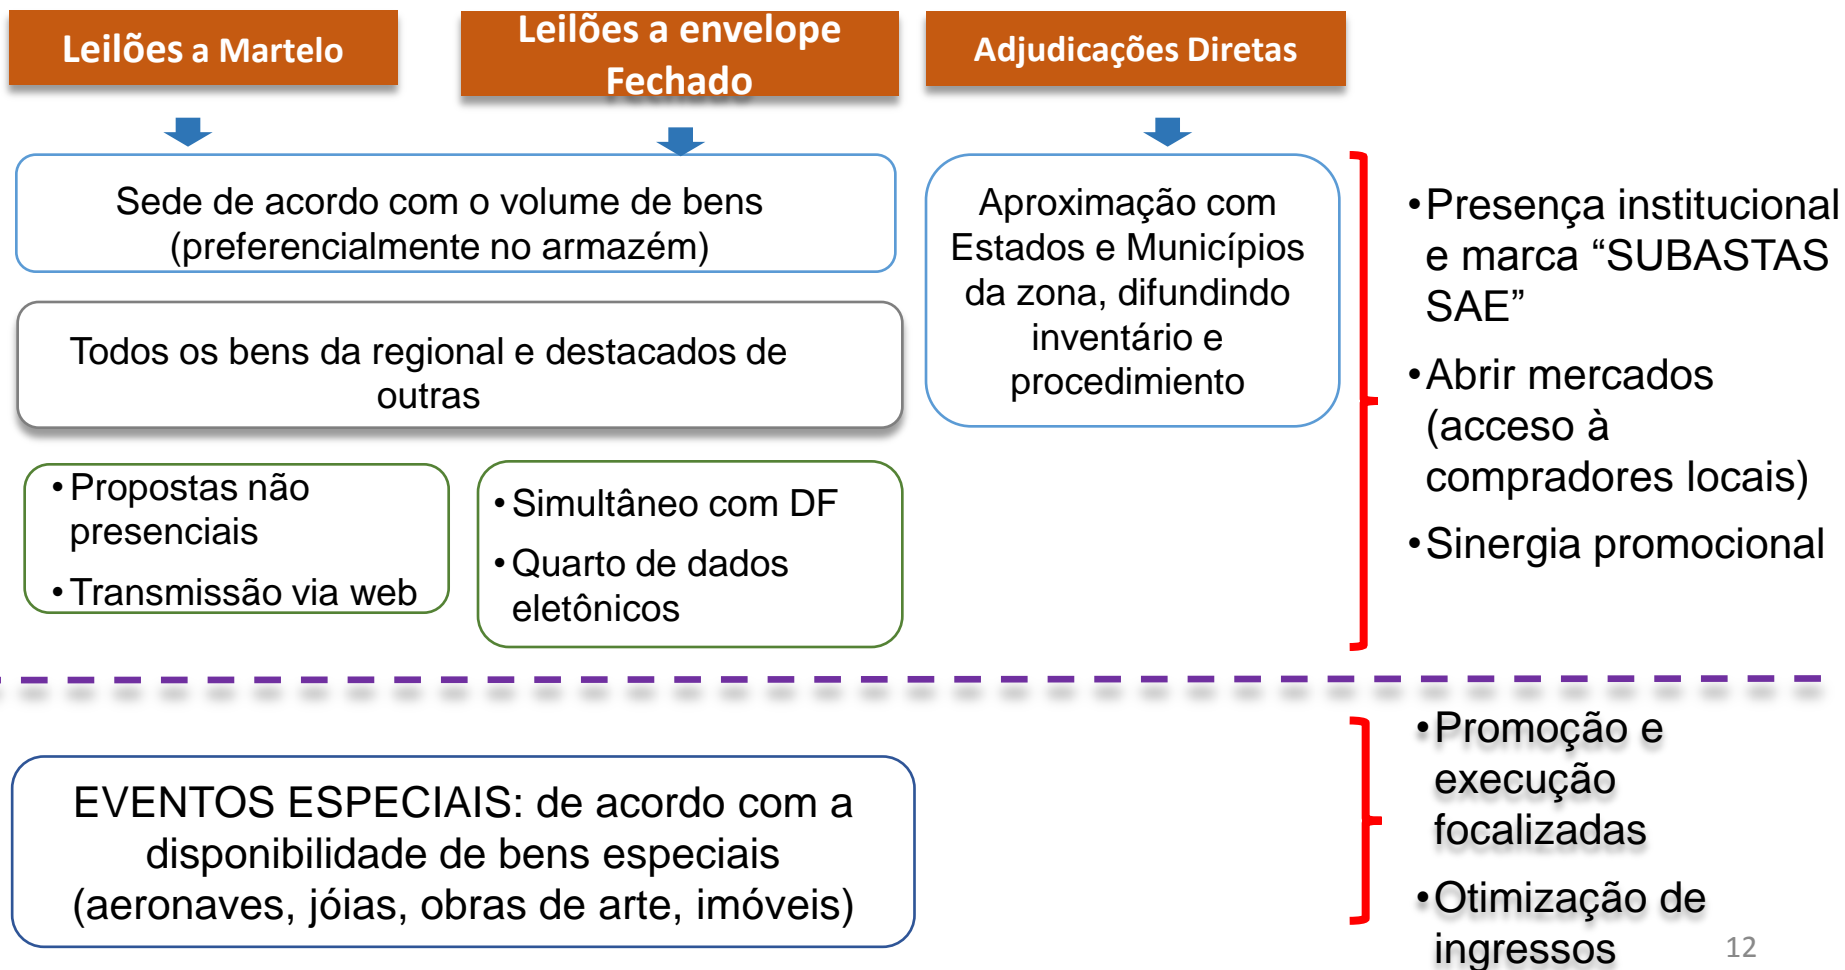 Leilões a Martelo
Leilões a envelope
Fechado
Adjudicações Diretas
Sede de acordo com o volume de bens
(preferencialmente no armazém)
Todos os bens da regional e destacados de
outras
• Propostas não
presenciais
• Transmissão via web
• Simultâneo com DF
• Quarto de dados
eletônicos
Aproximação com
Estados e Municípios
da zona, difundindo
inventário e
procedimiento
• Presença institucional
e marca “SUBASTAS
SAE”
• Abrir mercados
(acceso à
compradores locais)
• Sinergia promocional
EVENTOS ESPECIAIS: de acordo com a
disponibilidade de bens especiais
(aeronaves, jóias, obras de arte, imóveis)
• Promoção e
execução
focalizadas
• Otimização de
ingressos
12